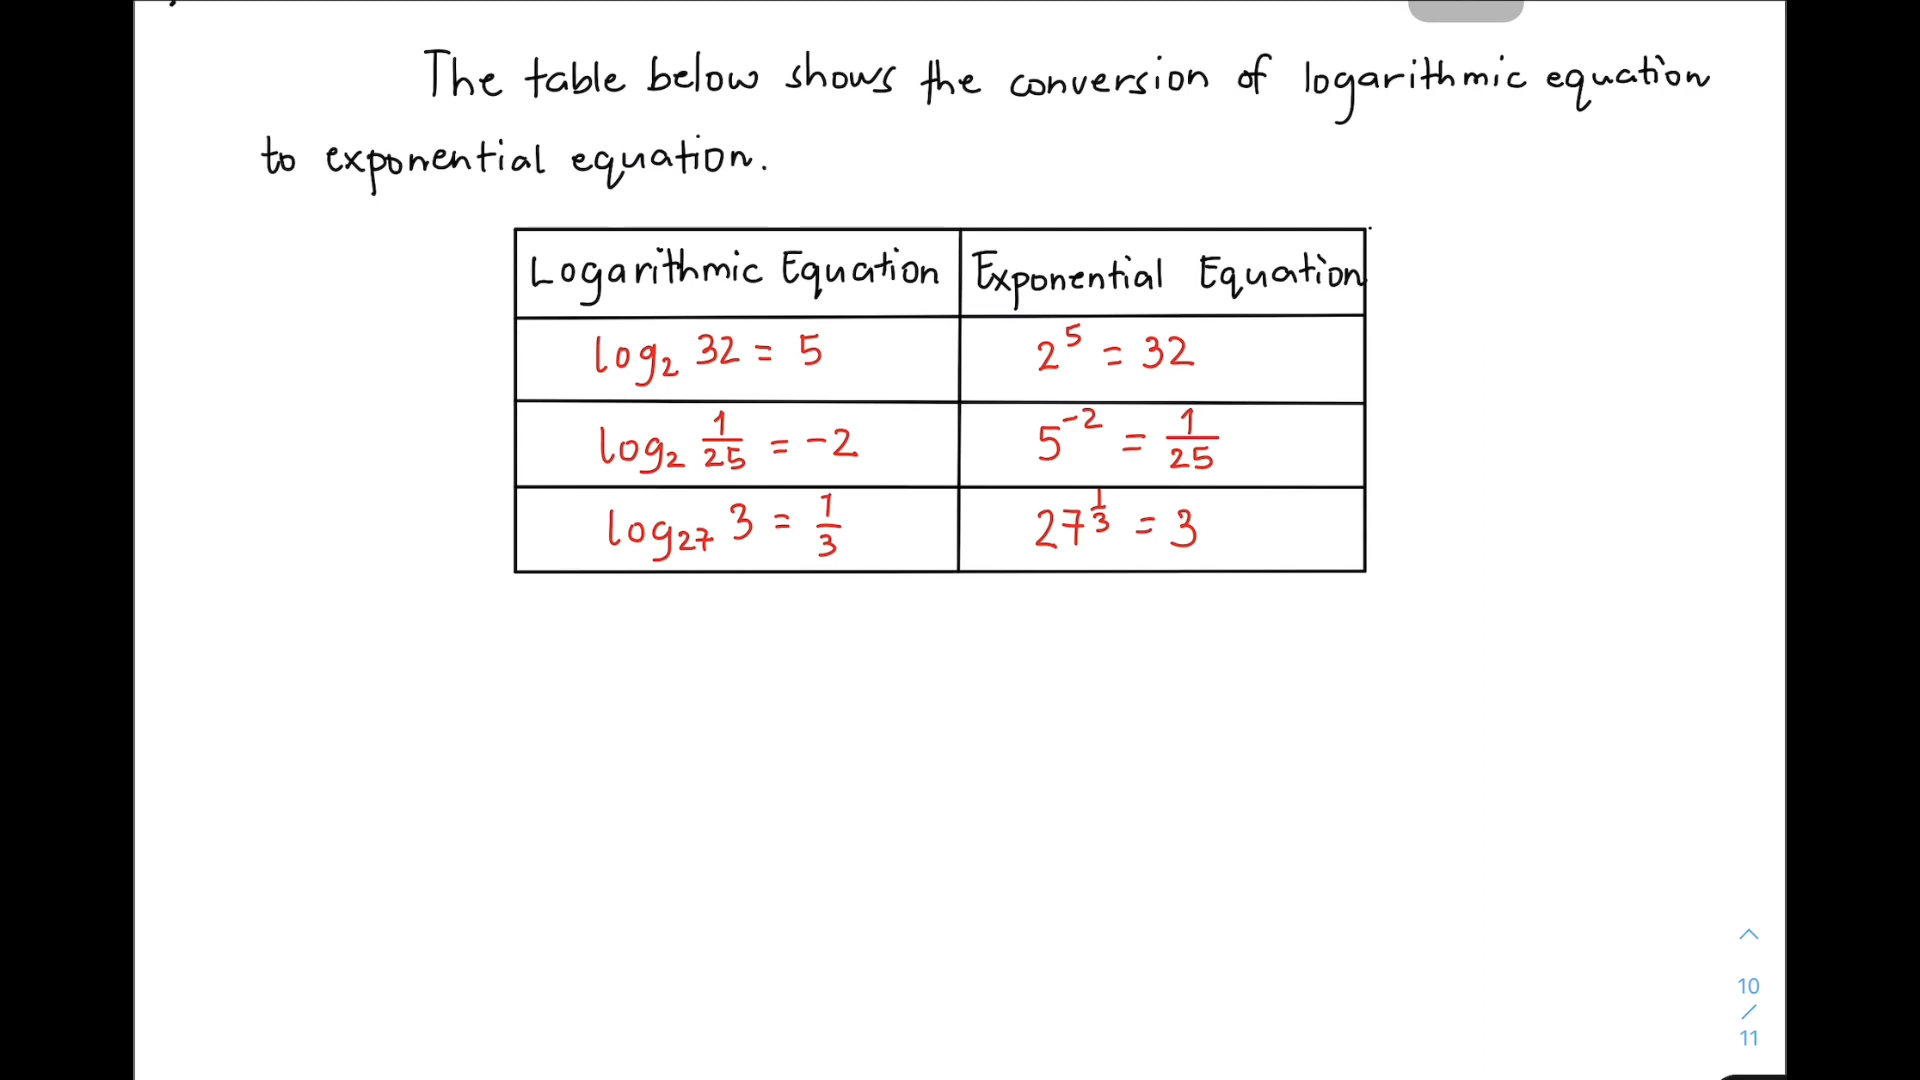 The table below shows the conversion of logarithmic equation
to exponential equation.
Logarithmic Equation Exponential Equation
log₂ 32 = 5 2⁵ = 32
log₂ 1/25 = -2 5⁻² = 1/25
log₂₇ 3 = 1/3 27^(1/3) = 3
10
/
11